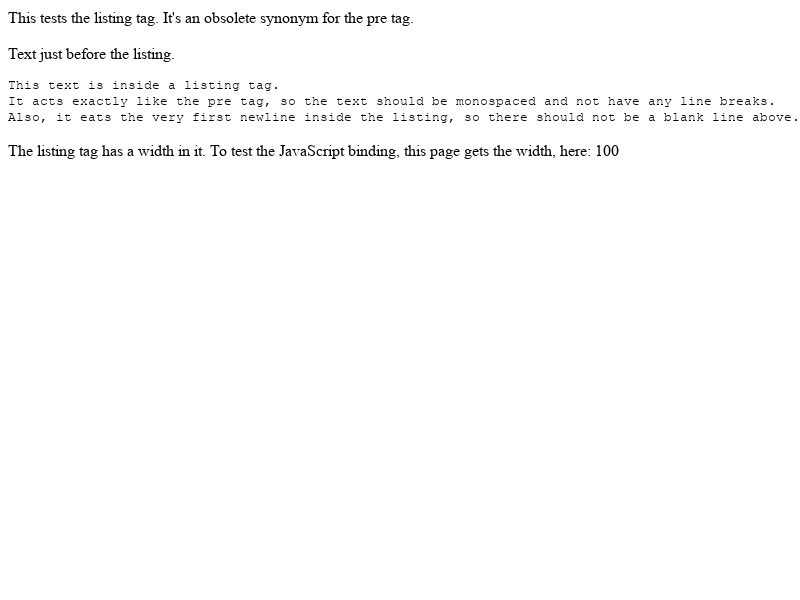 This tests the listing tag. It's an obsolete synonym for the pre tag.
Text just before the listing.
This text is inside a listing tag.
It acts exactly like the pre tag, so the text should be monospaced and not have any line breaks.
Also, it eats the very first newline inside the listing, so there should not be a blank line above.
The listing tag has a width in it. To test the JavaScript binding, this page gets the width, here: 100